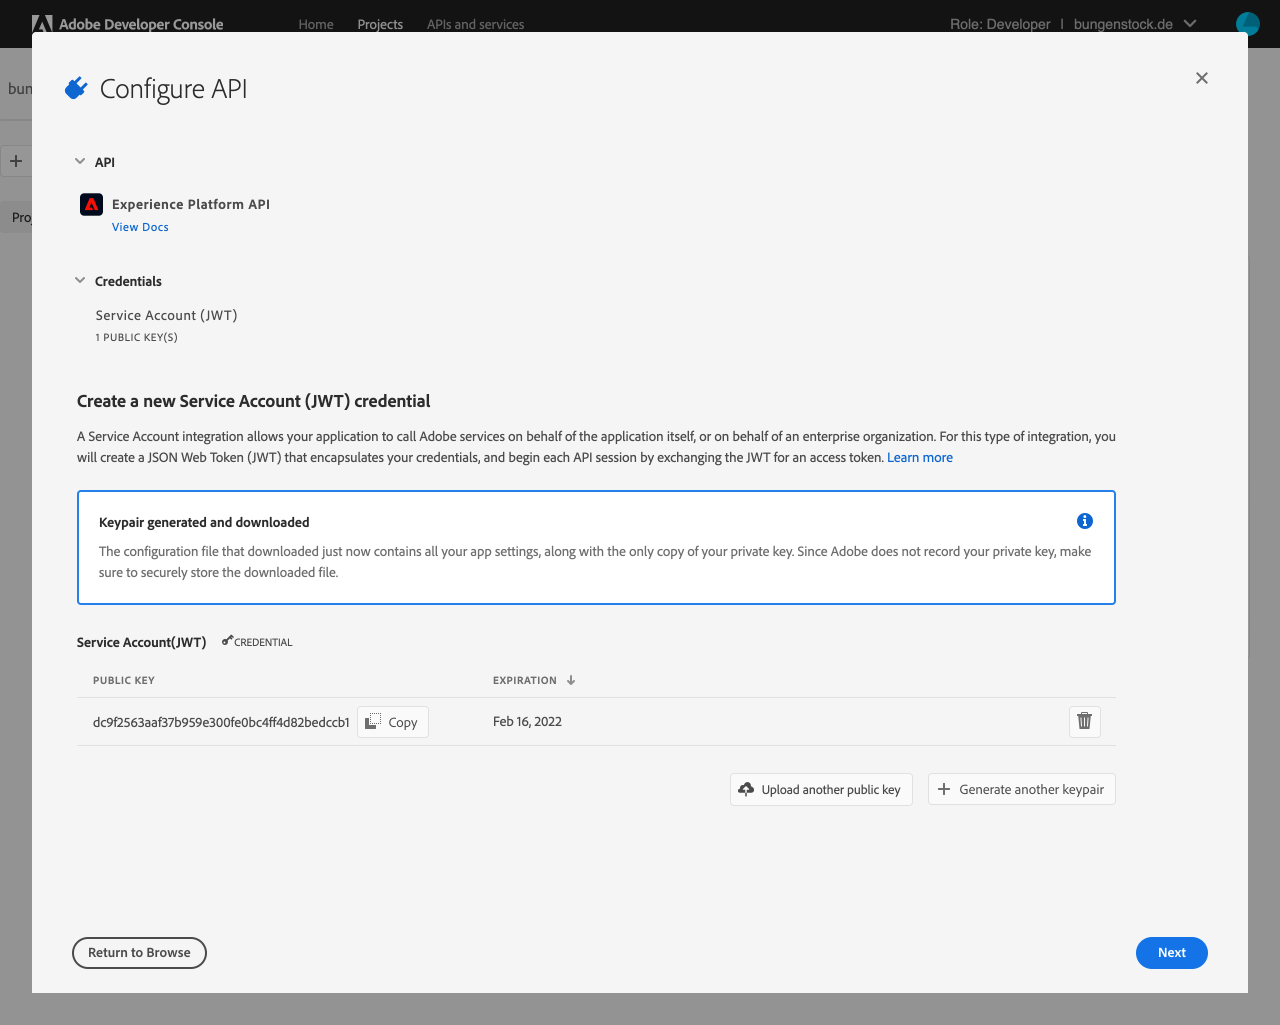 Adobe Developer Console
Home Projects APIs and services
Role: Developer | bungenstock.de
bun
Configure API
API
Experience Platform API
Proj
View Docs
Credentials
Service Account (JWT)
1 PUBLIC KEY(S)
Create a new Service Account (JWT) credential
A Service Account integration allows your application to call Adobe services on behalf of the application itself, or on behalf of an enterprise organization. For this type of integration, you
will create a JSON Web Token (JWT) that encapsulates your credentials, and begin each API session by exchanging the JWT for an access token. Learn more
Keypair generated and downloaded
The configuration file that downloaded just now contains all your app settings, along with the only copy of your private key. Since Adobe does not record your private key, make
sure to securely store the downloaded file.
Service Account(JWT) CREDENTIAL
PUBLIC KEY EXPIRATION
dc9f2563aaf37b959e300fe0bc4ff4d82bedccb1 Copy Feb 16, 2022
Upload another public key Generate another keypair
Return to Browse Next